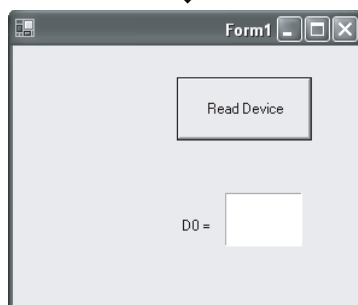 Form1
Read Device
D0 =